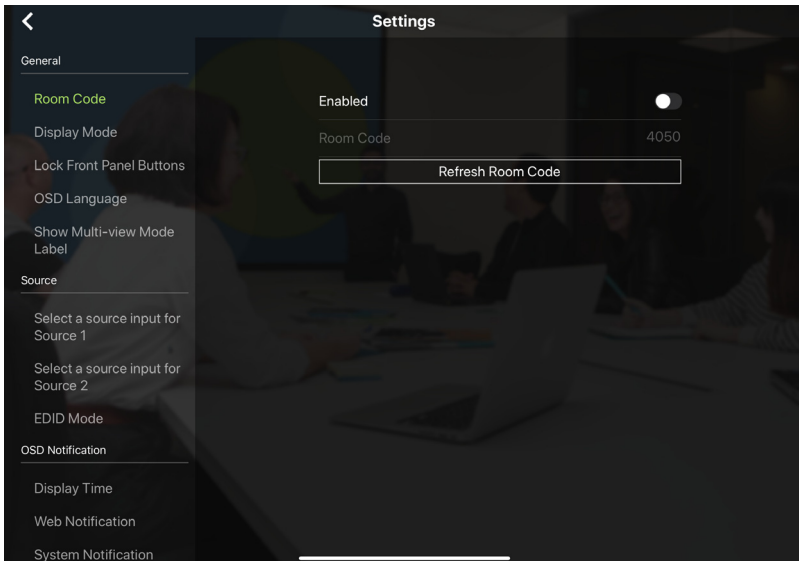 Settings
General
Room Code
Display Mode
Lock Front Panel Buttons
OSD Language
Show Multi-view Mode
Label
Source
Select a source input for
Source 1
Select a source input for
Source 2
EDID Mode
OSD Notification
Display Time
Web Notification
System Notification
Enabled
Room Code 4050
Refresh Room Code